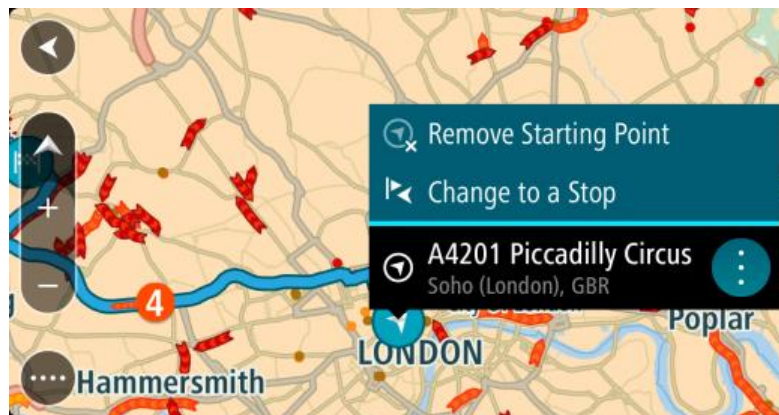 Remove Starting Point
Change to a Stop
A4201 Piccadilly Circus
Soho (London), GBR
Poplar
4
LONDON
Hammersmith